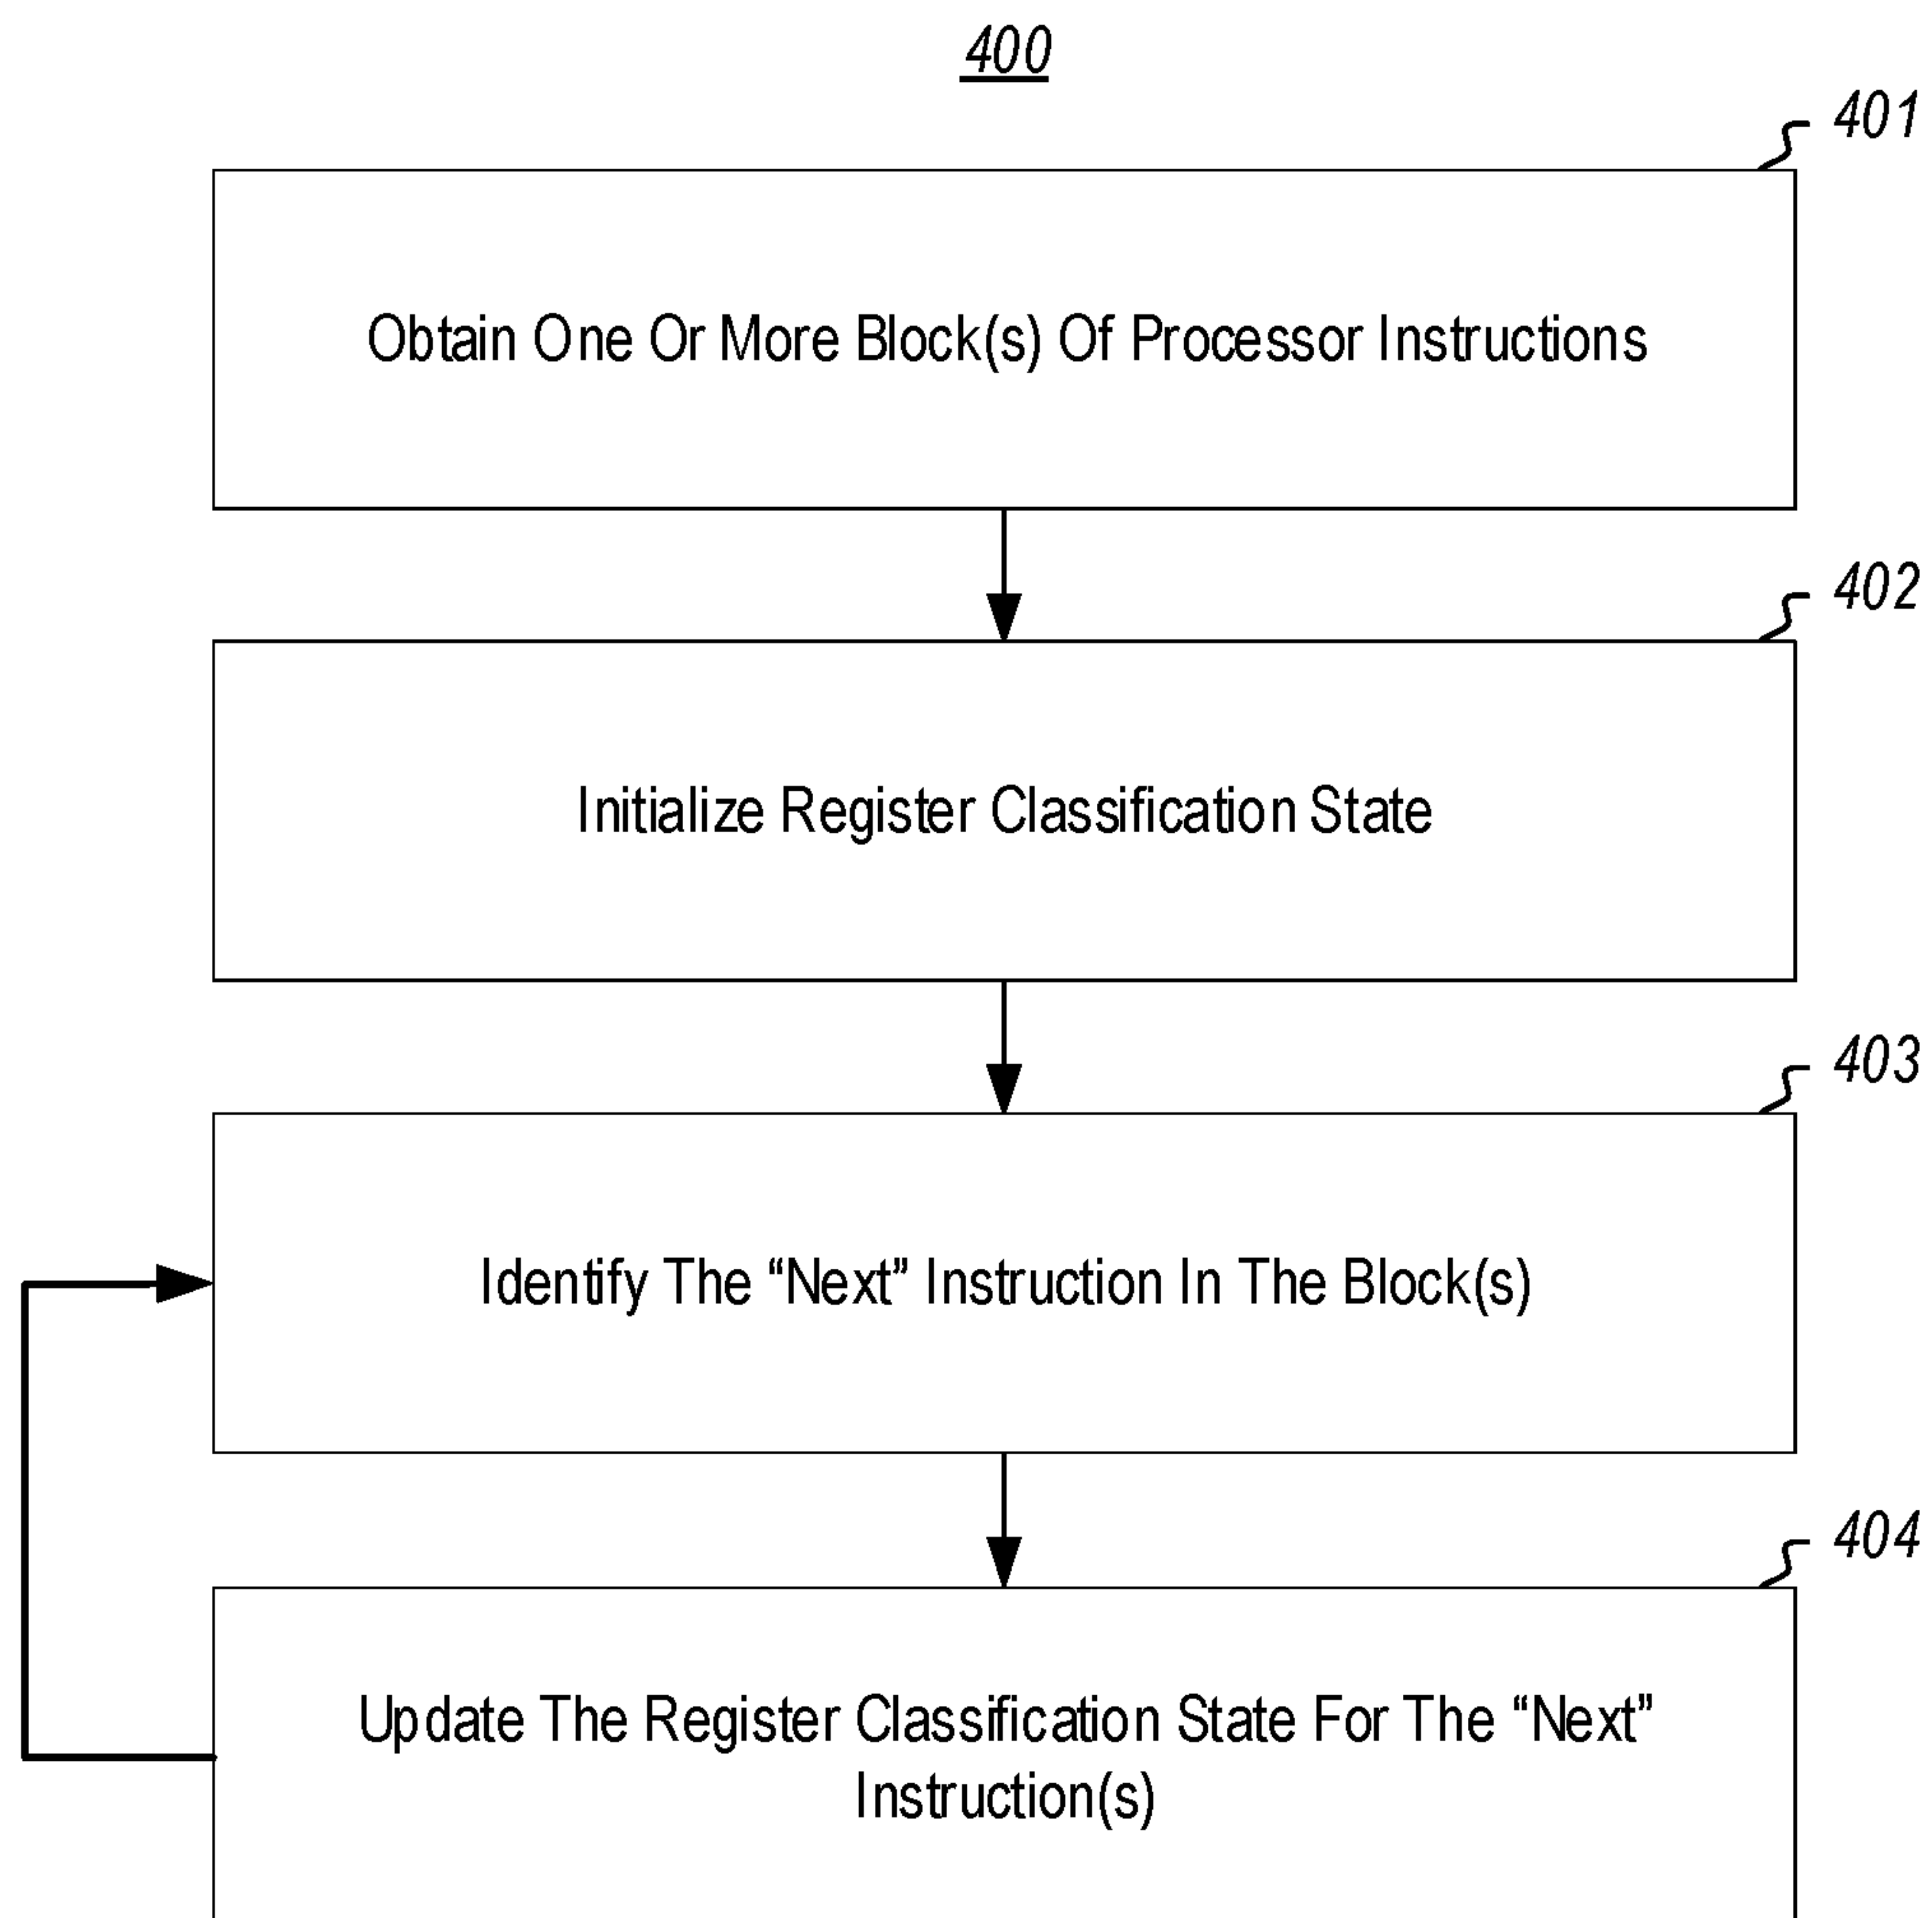 400
401
Obtain One Or More Block(s) Of Processor Instructions
402
Initialize Register Classification State
403
Identify The “Next” Instruction In The Block(s)
404
Update The Register Classification State For The “Next”
Instruction(s)